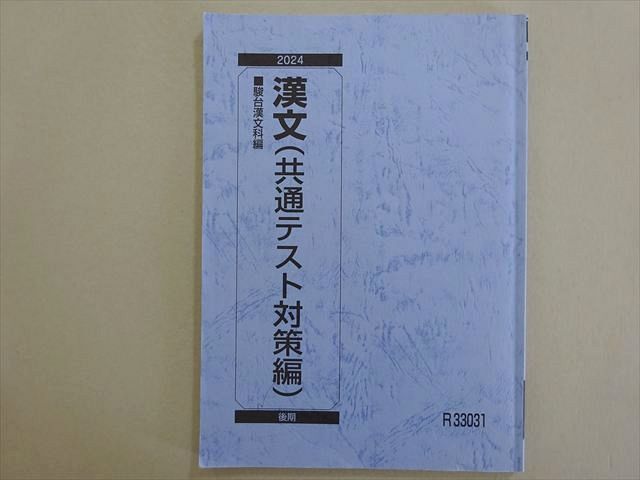 2024
漢文(共通テスト対策編)
■駿台漢文科編
後期
R33031